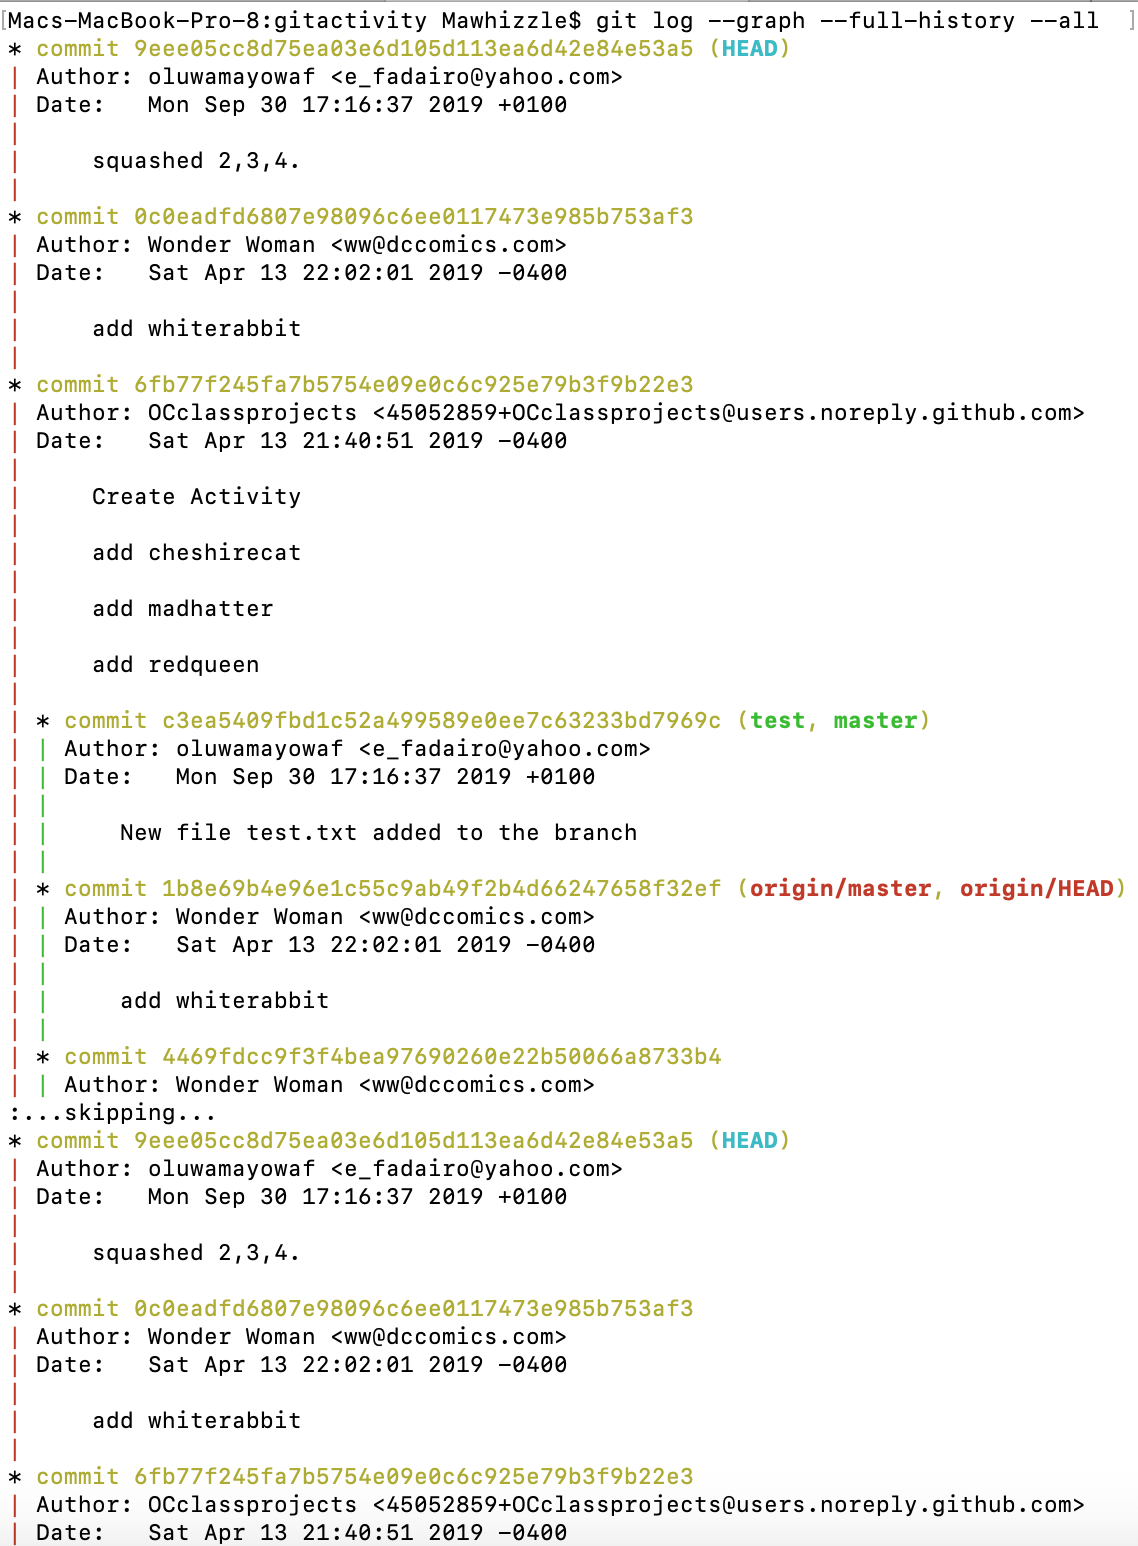 [Macs-MacBook-Pro-8:gitactivity Mawhizzle$ git log --graph --full-history --all  ]
* commit 9eee05cc8d75ea03e6d105d113ea6d42e84e53a5 (HEAD)
| Author: oluwamayowaf <e_fadairo@yahoo.com>
| Date:   Mon Sep 30 17:16:37 2019 +0100
|
|     squashed 2,3,4.
|
* commit 0c0eadfd6807e98096c6ee0117473e985b753af3
| Author: Wonder Woman <ww@dccomics.com>
| Date:   Sat Apr 13 22:02:01 2019 -0400
|
|     add whiterabbit
|
* commit 6fb77f245fa7b5754e09e0c6c925e79b3f9b22e3
| Author: OCclassprojects <45052859+OCclassprojects@users.noreply.github.com>
| Date:   Sat Apr 13 21:40:51 2019 -0400
|
|     Create Activity
|
|     add cheshirecat
|
|     add madhatter
|
|     add redqueen
|
| * commit c3ea5409fbd1c52a499589e0ee7c63233bd7969c (test, master)
| | Author: oluwamayowaf <e_fadairo@yahoo.com>
| | Date:   Mon Sep 30 17:16:37 2019 +0100
| |
| |     New file test.txt added to the branch
| |
| * commit 1b8e69b4e96e1c55c9ab49f2b4d66247658f32ef (origin/master, origin/HEAD)
| | Author: Wonder Woman <ww@dccomics.com>
| | Date:   Sat Apr 13 22:02:01 2019 -0400
| |
| |     add whiterabbit
| |
| * commit 4469fdcc9f3f4bea97690260e22b50066a8733b4
| | Author: Wonder Woman <ww@dccomics.com>
:...skipping...
* commit 9eee05cc8d75ea03e6d105d113ea6d42e84e53a5 (HEAD)
| Author: oluwamayowaf <e_fadairo@yahoo.com>
| Date:   Mon Sep 30 17:16:37 2019 +0100
|
|     squashed 2,3,4.
|
* commit 0c0eadfd6807e98096c6ee0117473e985b753af3
| Author: Wonder Woman <ww@dccomics.com>
| Date:   Sat Apr 13 22:02:01 2019 -0400
|
|     add whiterabbit
|
* commit 6fb77f245fa7b5754e09e0c6c925e79b3f9b22e3
| Author: OCclassprojects <45052859+OCclassprojects@users.noreply.github.com>
| Date:   Sat Apr 13 21:40:51 2019 -0400